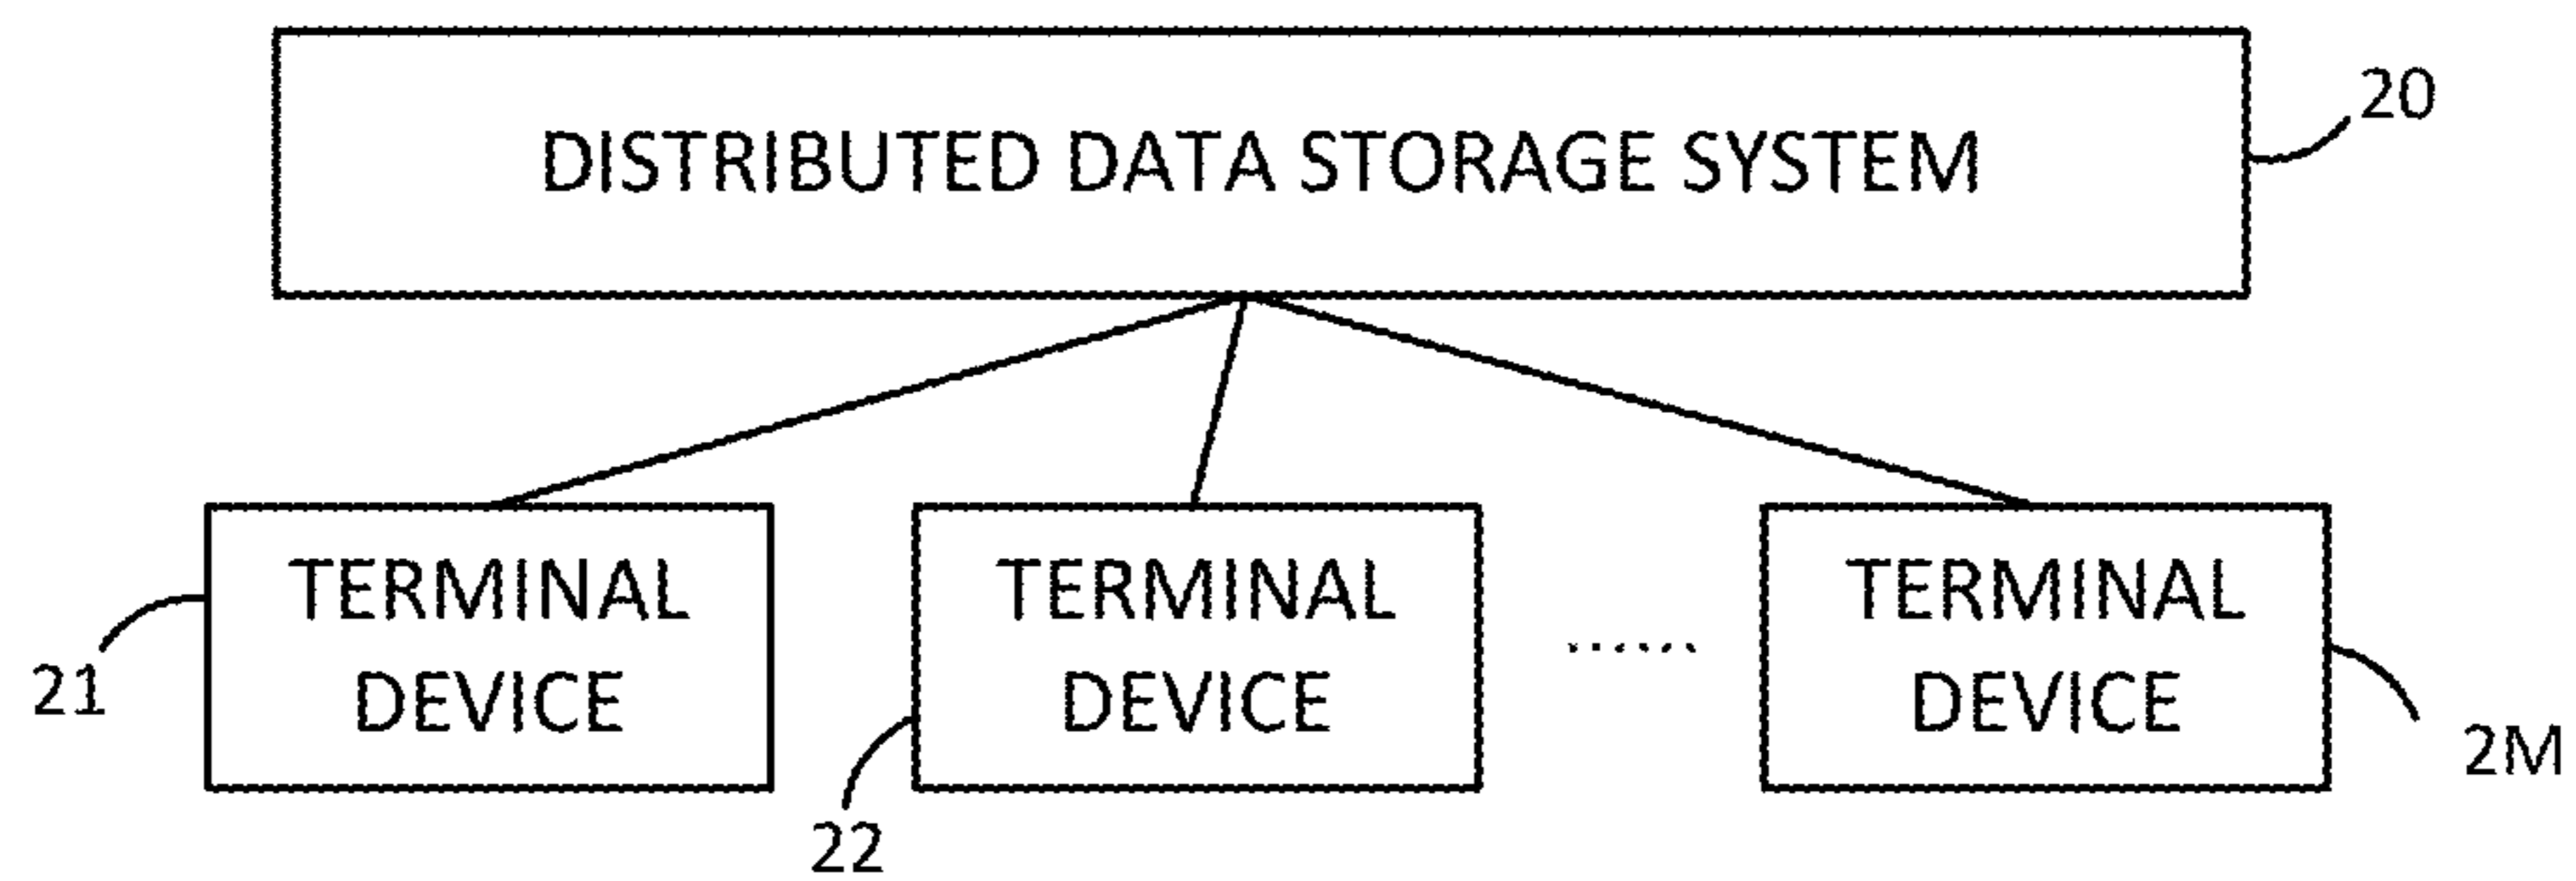 DISTRIBUTED DATA STORAGE SYSTEM
20
TERMINAL
DEVICE
21
TERMINAL
DEVICE
22
......
TERMINAL
DEVICE
2M